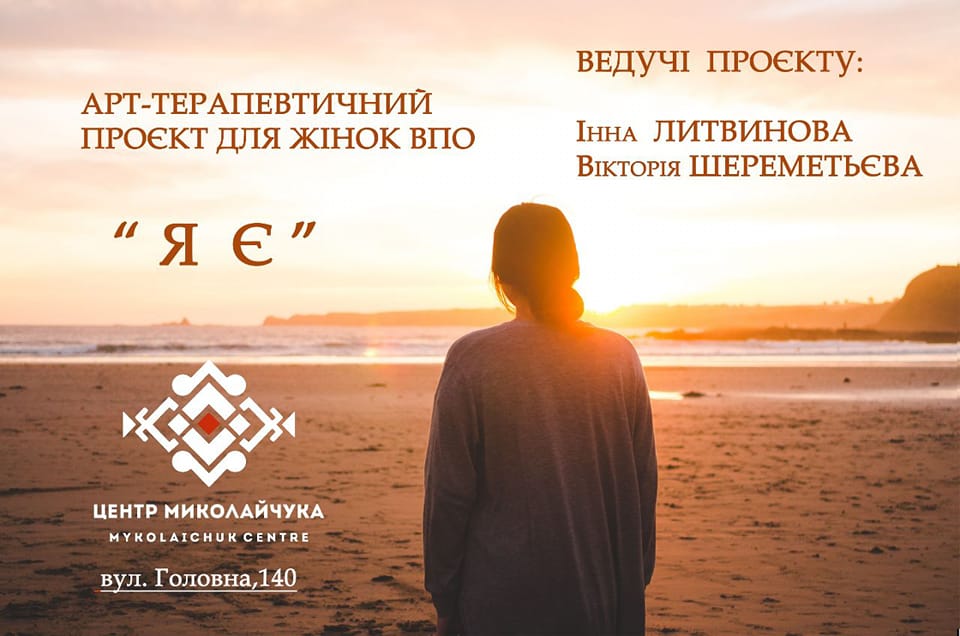 АРТ-ТЕРАПЕВТИЧНИЙ
ПРОЄКТ ДЛЯ ЖІНОК ВПО
“ Я Є ”
ВЕДУЧІ ПРОЄКТУ:
Інна ЛИТВИНОВА
Вікторія ШЕРЕМЕТЬЄВА
ЦЕНТР МИКОЛАЙЧУКА
MYKOLAICHUK CENTRE
вул. Головна,140